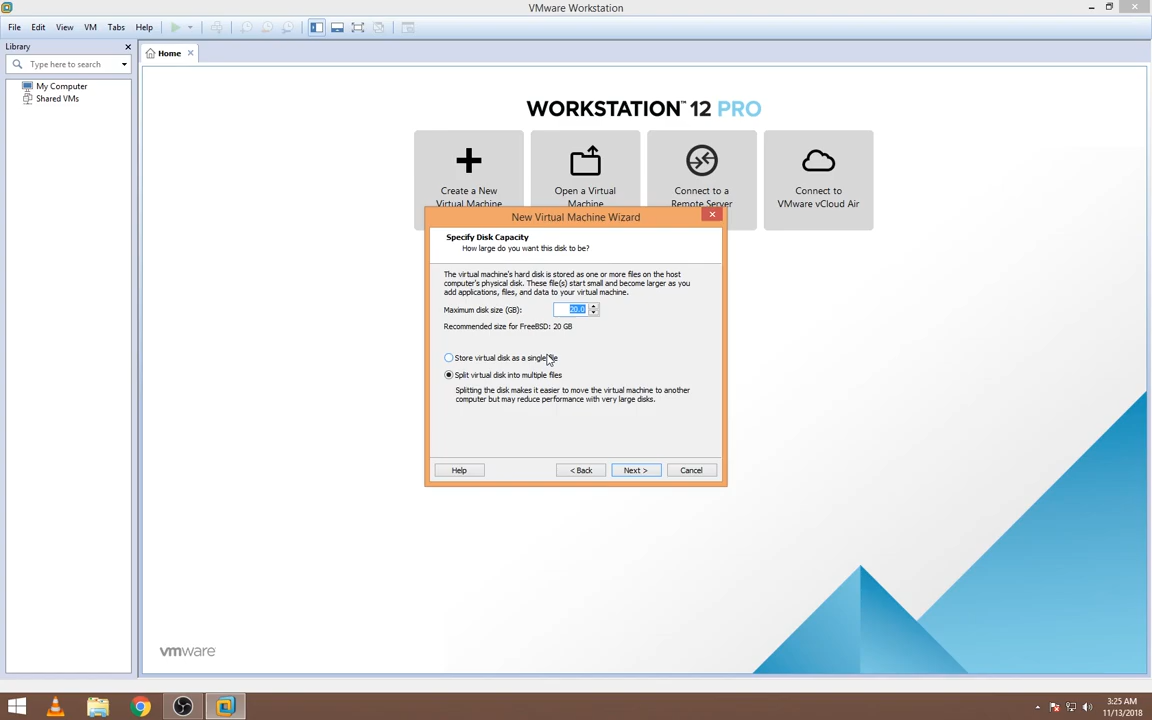 VMware Workstation
File Edit View VM Tabs Help
Library
Home
Type here to search
My Computer
Shared VMs
WORKSTATION™ 12 PRO
Create a New
Virtual Machine
Open a Virtual
Machine
Connect to a
Remote Server
Connect to
VMware vCloud Air
New Virtual Machine Wizard
Specify Disk Capacity
How large do you want this disk to be?
The virtual machine's hard disk is stored as one or more files on the host
computer's physical disk. These file(s) start small and become larger as you
add applications, files, and data to your virtual machine.
Maximum disk size (GB): 20.0
Recommended size for FreeBSD: 20 GB
Store virtual disk as a single file
Split virtual disk into multiple files
Splitting the disk makes it easier to move the virtual machine to another
computer but may reduce performance with very large disks.
Help < Back Next > Cancel
vmware
3:25 AM
11/13/2018